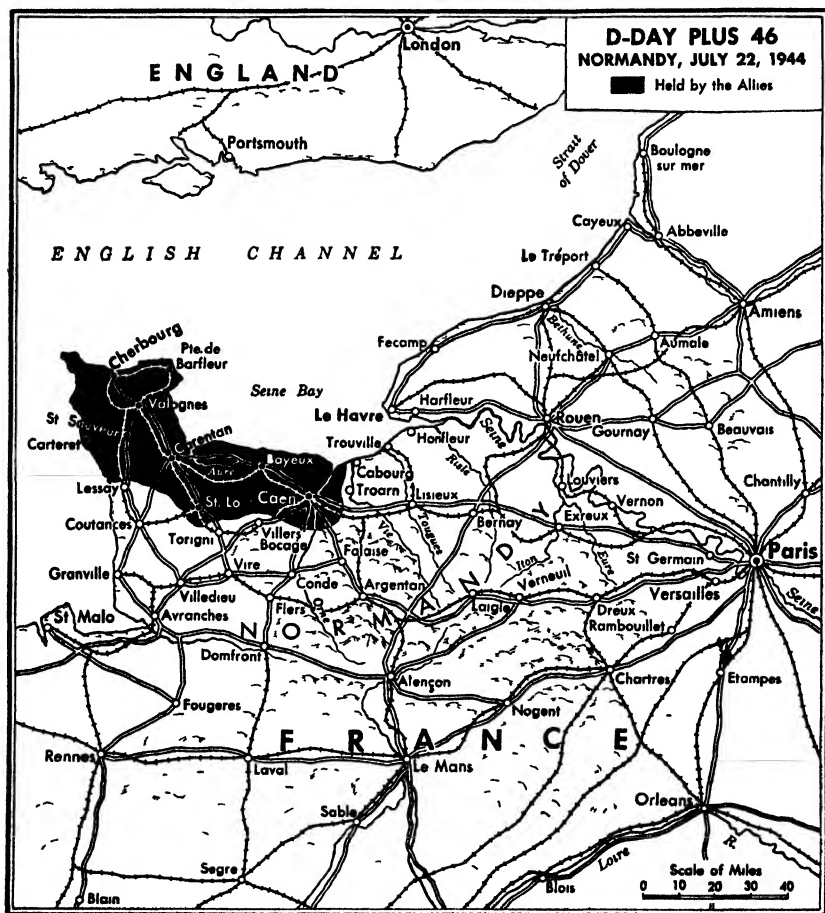 D-DAY PLUS 46
NORMANDY, JULY 22, 1944
Held by the Allies
London
ENGLAND
Portsmouth
Strait
of Dover
Boulogne
sur mer
Cayeux
Abbeville
ENGLISH CHANNEL
Le Tréport
Dieppe
Amiens
Bethune
Fecamp
Aumale
Neufchâtel
Cherbourg
Pte. de
Barfleur
Seine Bay
Valognes
Harfleur
Le Havre
Rouen
St Sauveur
Gournay
Beauvais
Carteret
Carentan
Trouville
Honfleur
Seine
Risle
Aure
Bayeux
Cabourg
Troarn
Lessay
St. Lo
Caen
Lisieux
Louviers
Vernon
Chantilly
Coutances
Torigni
Villers
Bocage
Bernay
Exreux
Vie
Touques
Falaise
Paris
St Germain
Granville
Vire
Villedieu
Conde
Argentan
Iton
Eure
Verneuil
Versailles
Avranches
Flers
Orne
Laigle
Dreux
Rambouillet
Seine
St Malo
NORMANDY
Domfront
Alençon
Chartres
Etampes
Fougeres
Nogent
FRANCE
Rennes
Laval
Le Mans
Sable
Orleans
Segre
Blois
Loire
R.
Blain
Scale of Miles
0 10 20 30 40